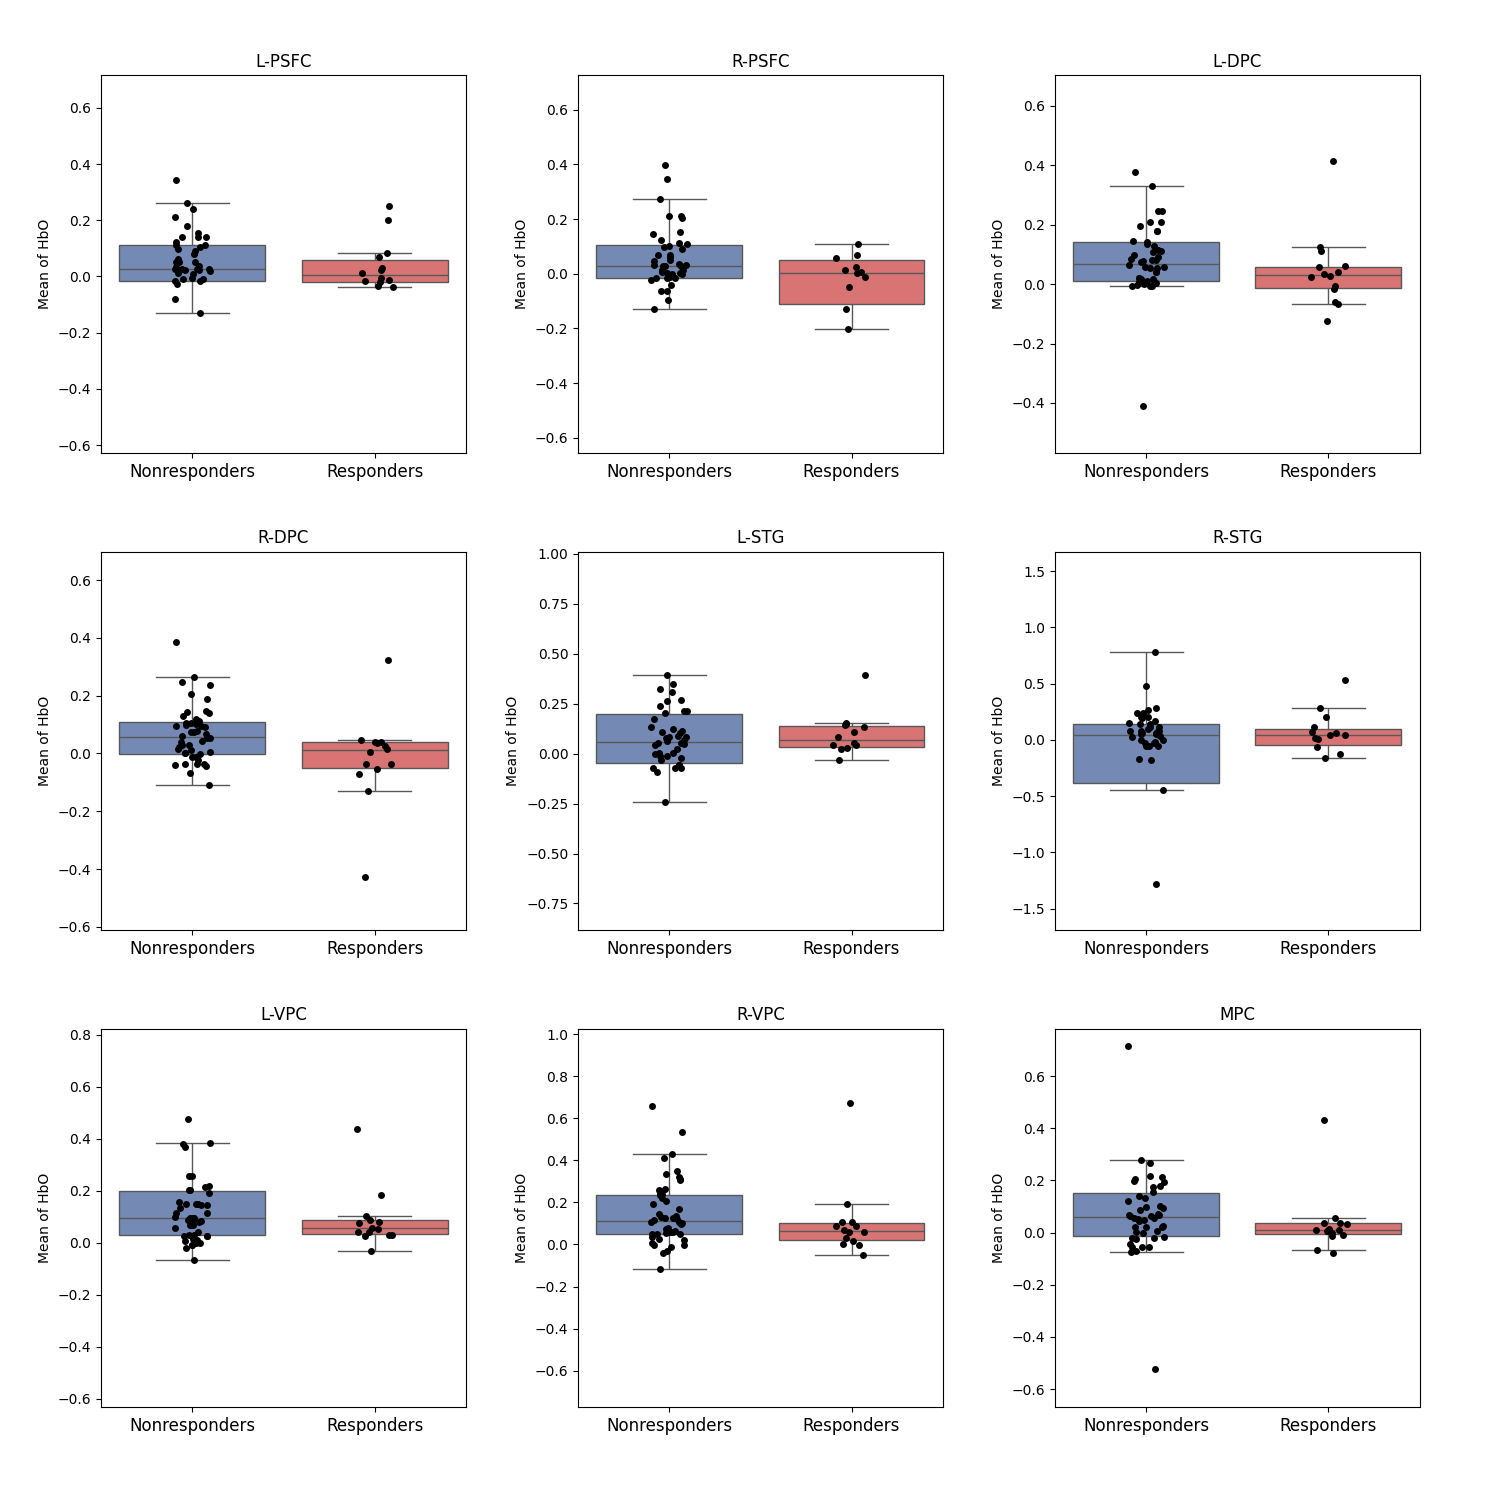 L-PSFC
R-PSFC
L-DPC
Mean of HbO
0.6
0.4
0.2
0.0
−0.2
−0.4
−0.6
Nonresponders
Responders
Mean of HbO
0.6
0.4
0.2
0.0
−0.2
−0.4
−0.6
Nonresponders
Responders
Mean of HbO
0.6
0.4
0.2
0.0
−0.2
−0.4
Nonresponders
Responders
R-DPC
L-STG
R-STG
Mean of HbO
0.6
0.4
0.2
0.0
−0.2
−0.4
−0.6
Nonresponders
Responders
Mean of HbO
1.00
0.75
0.50
0.25
0.00
−0.25
−0.50
−0.75
Nonresponders
Responders
Mean of HbO
1.5
1.0
0.5
0.0
−0.5
−1.0
−1.5
Nonresponders
Responders
L-VPC
R-VPC
MPC
Mean of HbO
0.8
0.6
0.4
0.2
0.0
−0.2
−0.4
−0.6
Nonresponders
Responders
Mean of HbO
1.0
0.8
0.6
0.4
0.2
0.0
−0.2
−0.4
−0.6
Nonresponders
Responders
Mean of HbO
0.6
0.4
0.2
0.0
−0.2
−0.4
−0.6
Nonresponders
Responders